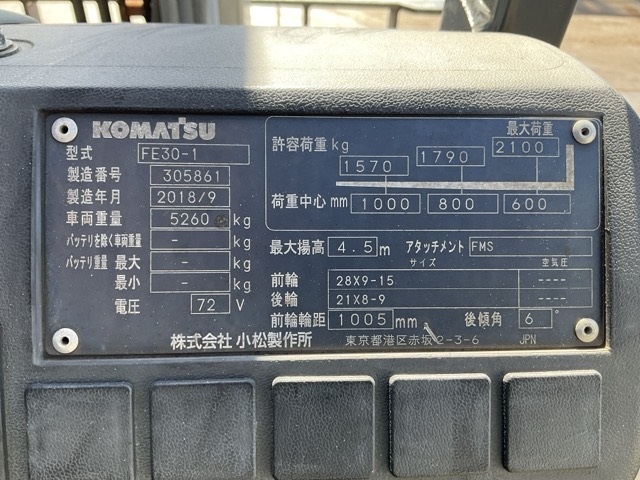 KOMATSU
型式 FE30-1
製造番号 305861
製造年月 2018/9
車両重量 5260 kg
バッテリを除く車両重量 - kg
バッテリ重量 最大 - kg
最小 - kg
電圧 72 V
許容荷重 kg 1570 1790 最大荷重 2100
荷重中心 mm 1000 800 600
最大揚高 4.5 m アタッチメント FMS
サイズ 空気圧
前輪 28X9-15 ----
後輪 21X8-9 ----
前輪輪距 1005 mm 後傾角 6°
株式会社 小松製作所 東京都港区赤坂2-3-6 JPN